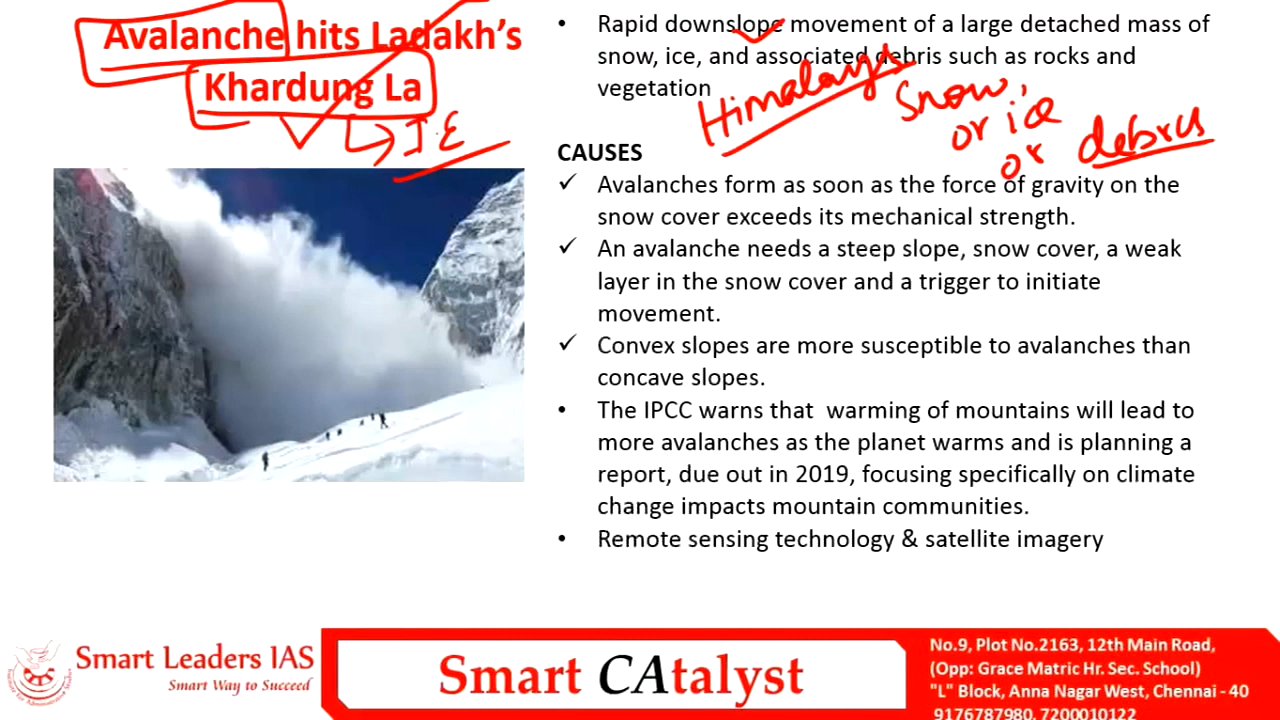 Avalanche hits Ladakh's
Khardung La
I.E
• Rapid downslope movement of a large detached mass of
snow, ice, and associated debris such as rocks and
vegetation
Himalays
snow,
or ice
or debrus
CAUSES
✓ Avalanches form as soon as the force of gravity on the
snow cover exceeds its mechanical strength.
✓ An avalanche needs a steep slope, snow cover, a weak
layer in the snow cover and a trigger to initiate
movement.
✓ Convex slopes are more susceptible to avalanches than
concave slopes.
• The IPCC warns that warming of mountains will lead to
more avalanches as the planet warms and is planning a
report, due out in 2019, focusing specifically on climate
change impacts mountain communities.
• Remote sensing technology & satellite imagery
Smart Leaders IAS
Smart Way to Succeed
Smart CAtalyst
No.9, Plot No.2163, 12th Main Road,
(Opp: Grace Matric Hr. Sec. School)
"L" Block, Anna Nagar West, Chennai - 40
9176787980, 7200010122